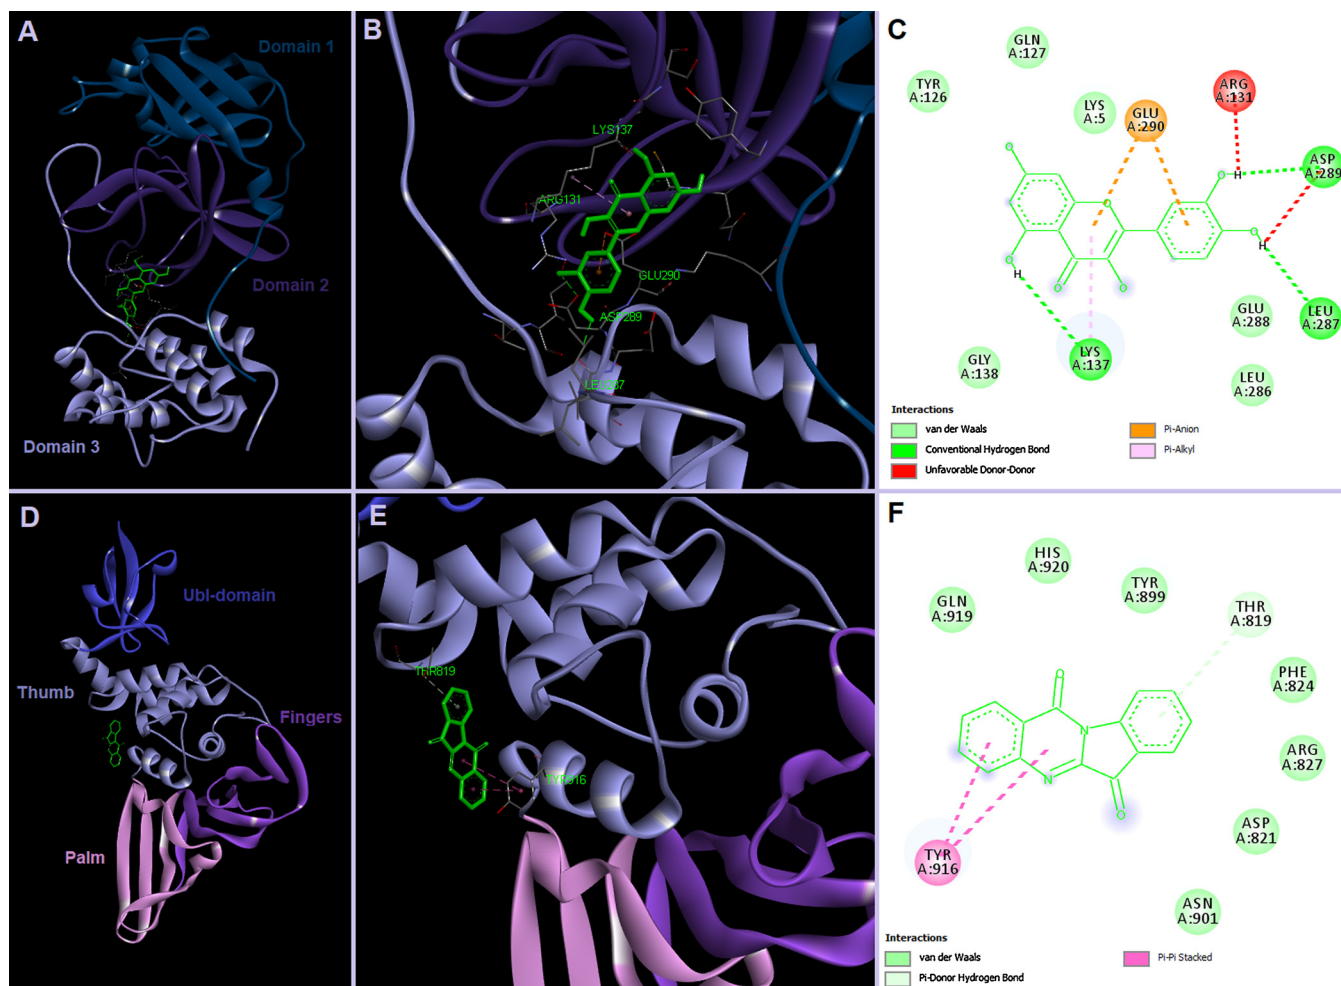 A
Domain 1
Domain 2
Domain 3
B
LYS137
ARG131
GLU290
ASP289
LEU287
C
GLN
A:127
TYR
A:126
LYS
A:5
GLU
A:290
ARG
A:131
ASP
A:289
O
H
O
O
H
O
H
O
O
GLU
A:288
LEU
A:287
LYS
A:137
GLY
A:138
LEU
A:286
Interactions
van der Waals
Conventional Hydrogen Bond
Unfavorable Donor-Donor
Pi-Anion
Pi-Alkyl
D
Ubl-domain
Thumb
Fingers
Palm
E
THR819
TYR916
F
HIS
A:920
TYR
A:899
GLN
A:919
THR
A:819
PHE
A:824
O
N
N
O
ARG
A:827
ASP
A:821
TYR
A:916
ASN
A:901
Interactions
van der Waals
Pi-Donor Hydrogen Bond
Pi-Pi Stacked